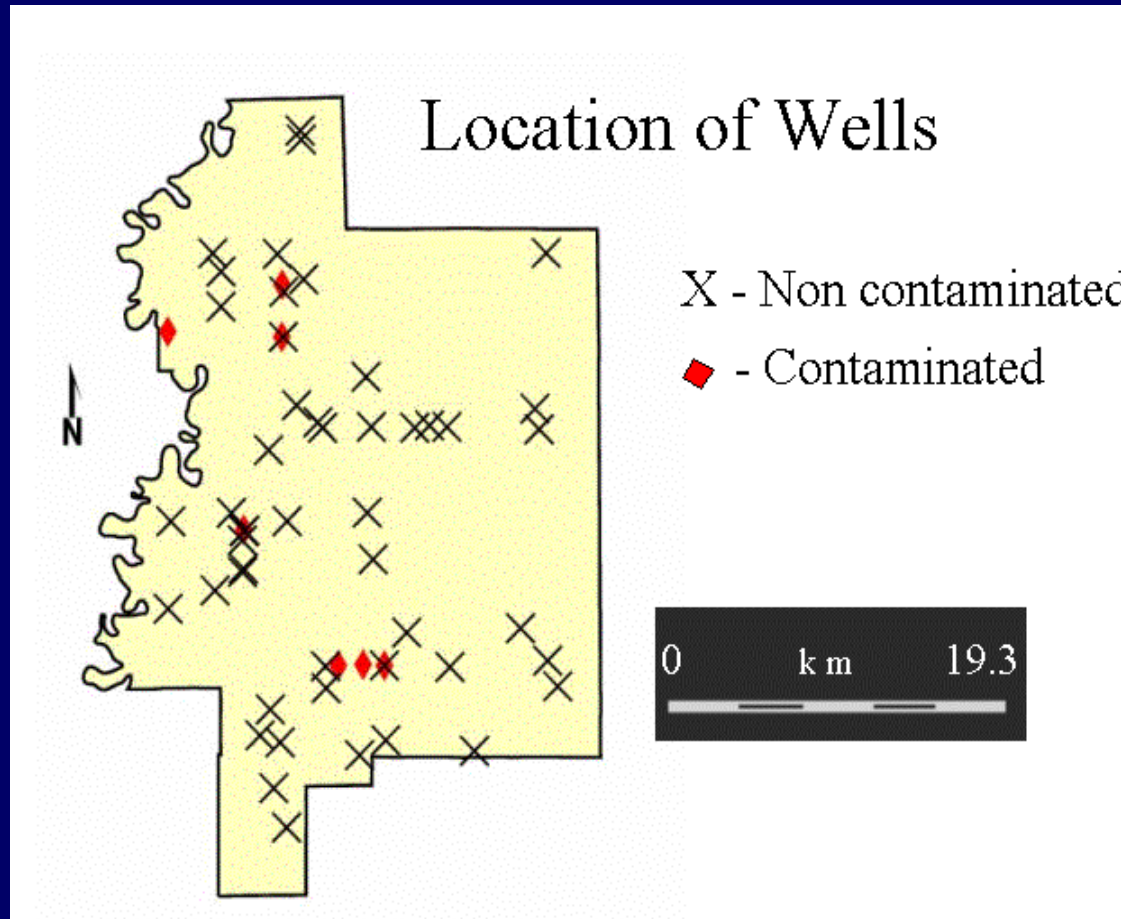 Location of Wells
X - Non contaminated
- Contaminated
N
0 km 19.3